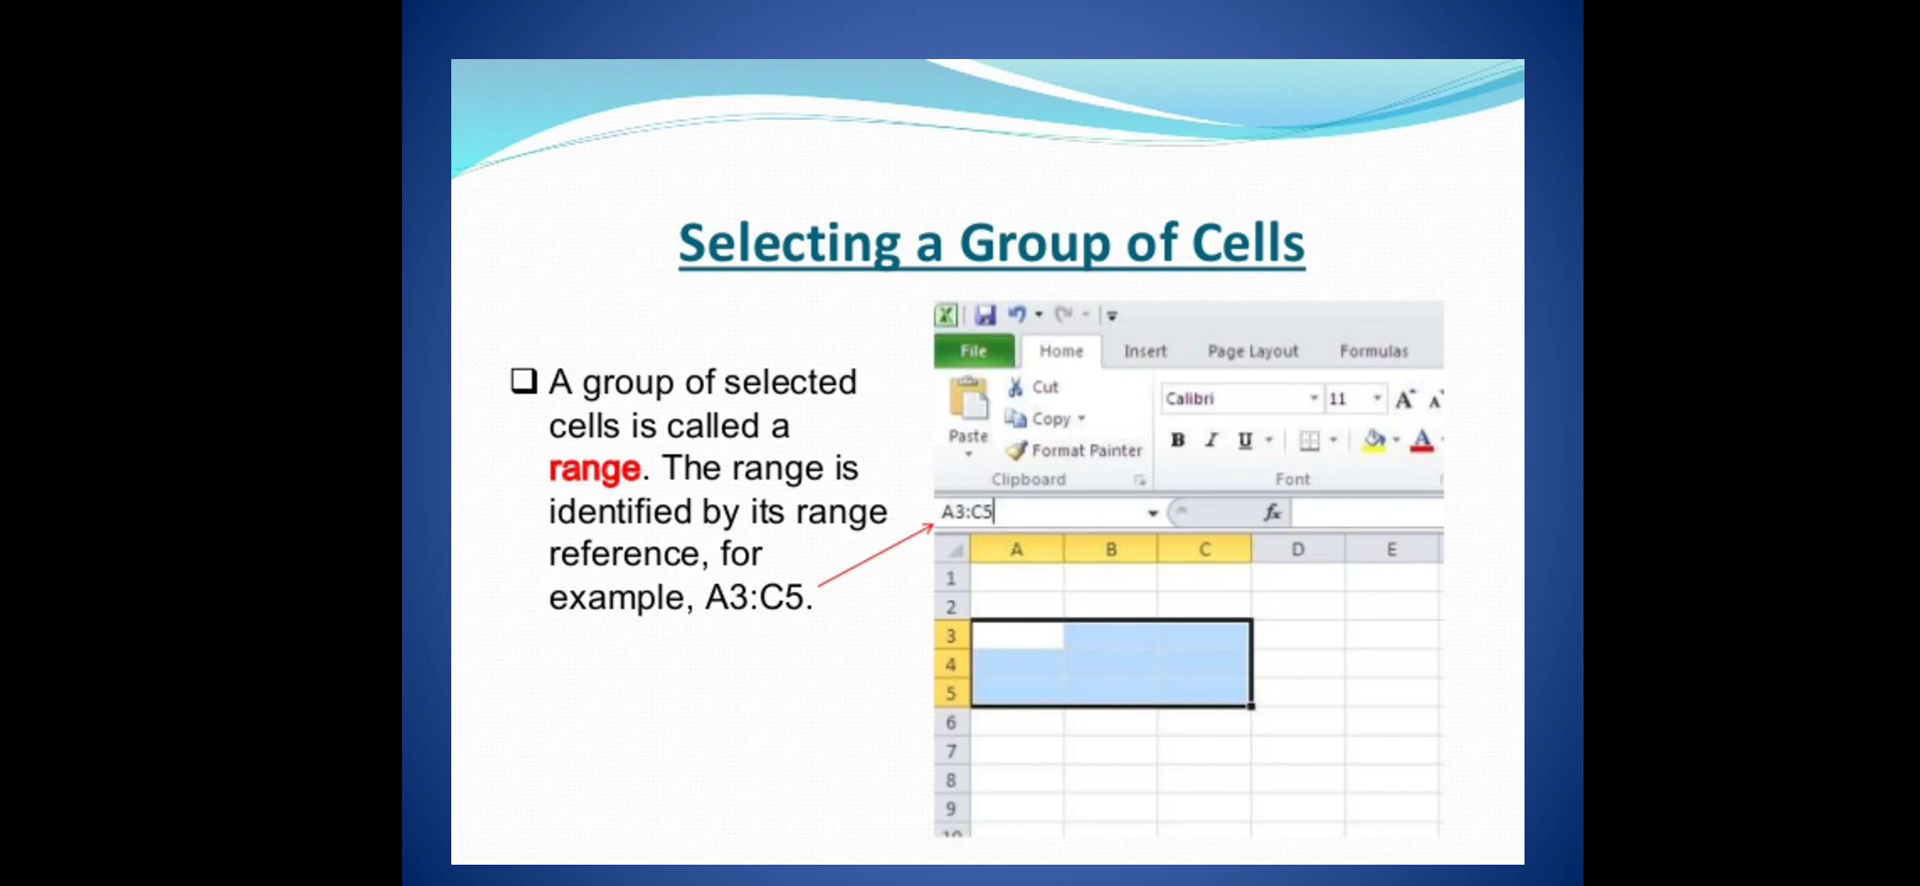 Selecting a Group of Cells
❑ A group of selected
cells is called a
range. The range is
identified by its range
reference, for
example, A3:C5.
File Home Insert Page Layout Formulas
Cut
Copy
Format Painter
Paste
Clipboard
Calibri 11 A A
B I U A
Font
A3:C5 fx
A B C D E
1
2
3
4
5
6
7
8
9
10